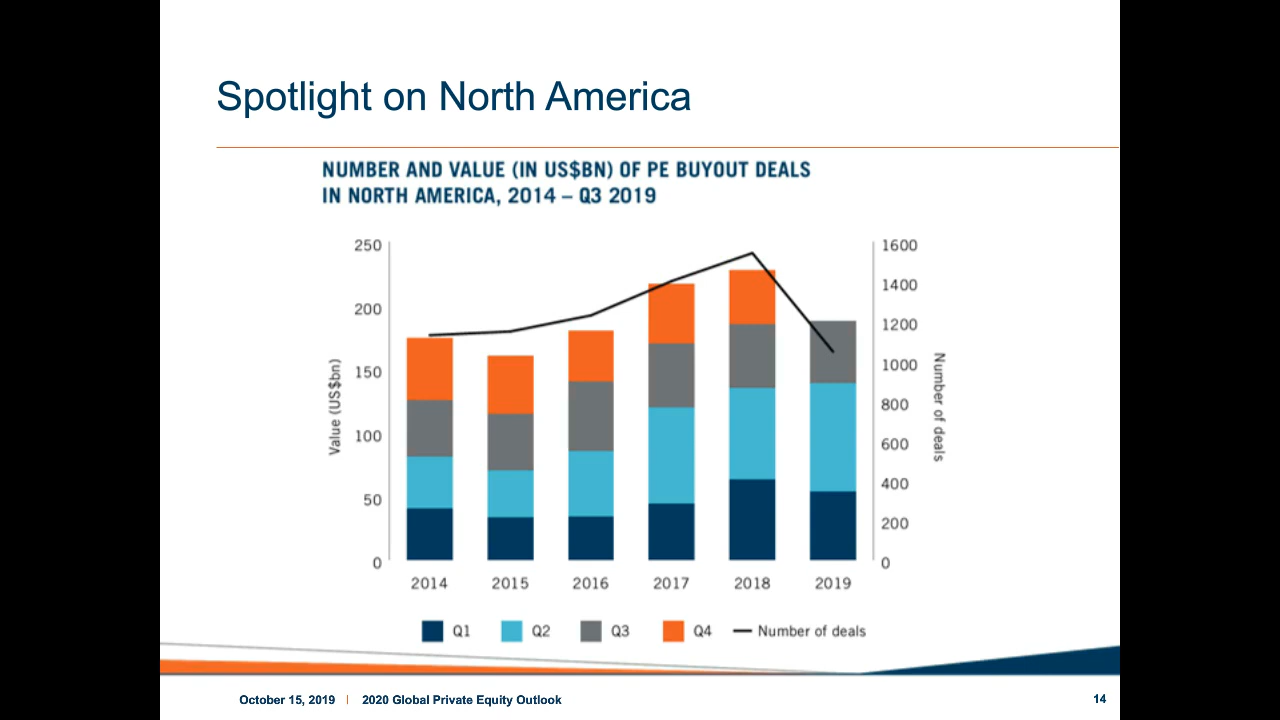 Spotlight on North America
NUMBER AND VALUE (IN US$BN) OF PE BUYOUT DEALS
IN NORTH AMERICA, 2014 – Q3 2019
250
200
150
100
50
0
Value (US$bn)
1600
1400
1200
1000
800
600
400
200
0
Number of deals
2014 2015 2016 2017 2018 2019
Q1 Q2 Q3 Q4 Number of deals
October 15, 2019 | 2020 Global Private Equity Outlook 14